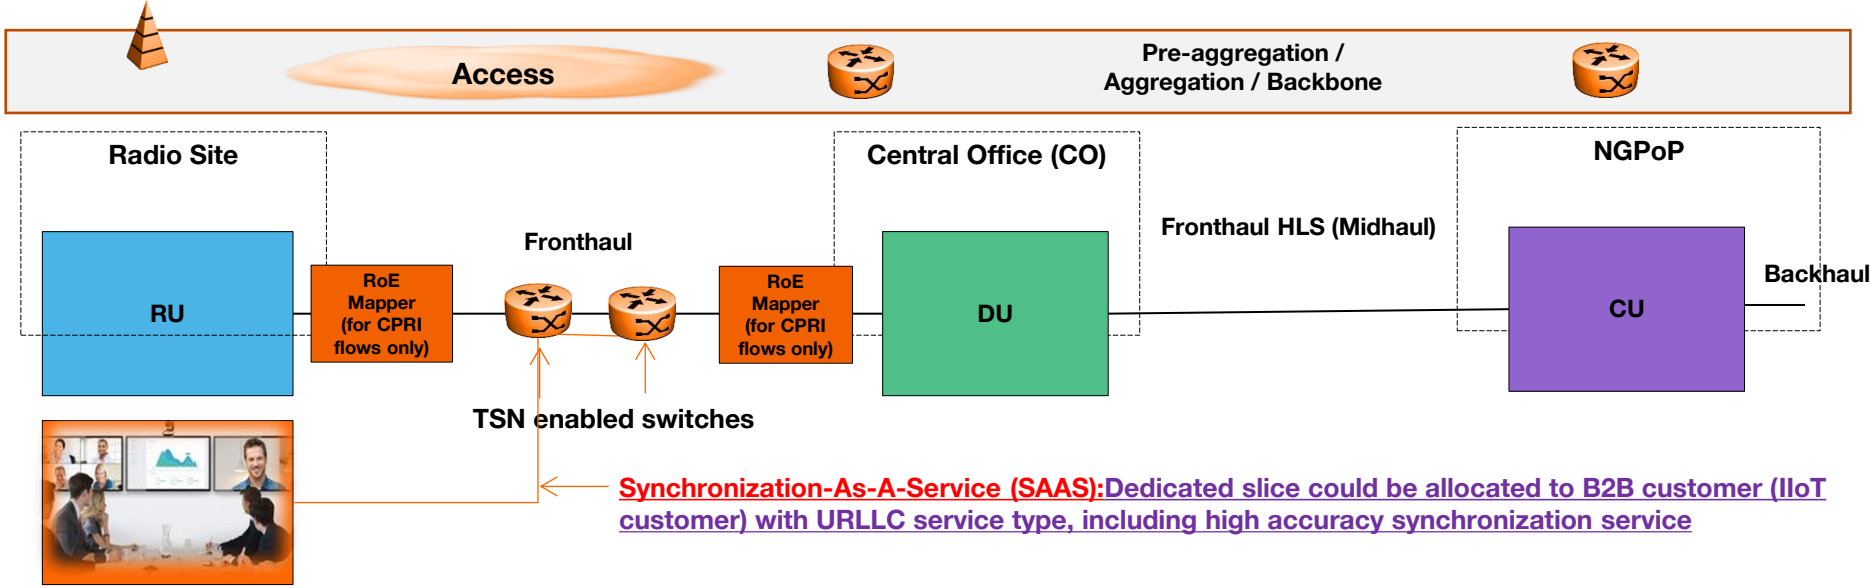 Access
Pre-aggregation /
Aggregation / Backbone
Radio Site
Central Office (CO)
NGPoP
Fronthaul
Fronthaul HLS (Midhaul)
Backhaul
RU
RoE
Mapper
(for CPRI
flows only)
RoE
Mapper
(for CPRI
flows only)
DU
CU
TSN enabled switches
Synchronization-As-A-Service (SAAS):Dedicated slice could be allocated to B2B customer (IIoT
customer) with URLLC service type, including high accuracy synchronization service